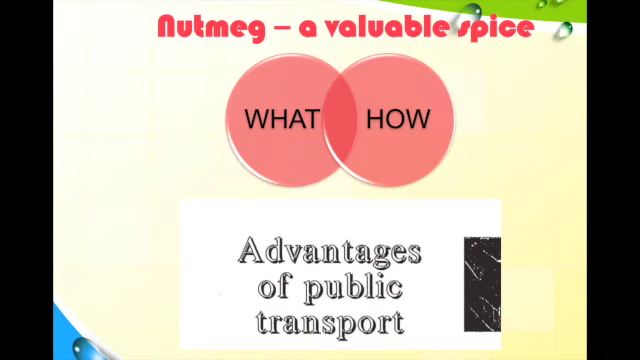 Nutmeg – a valuable spice
WHAT
HOW
Advantages
of public
transport